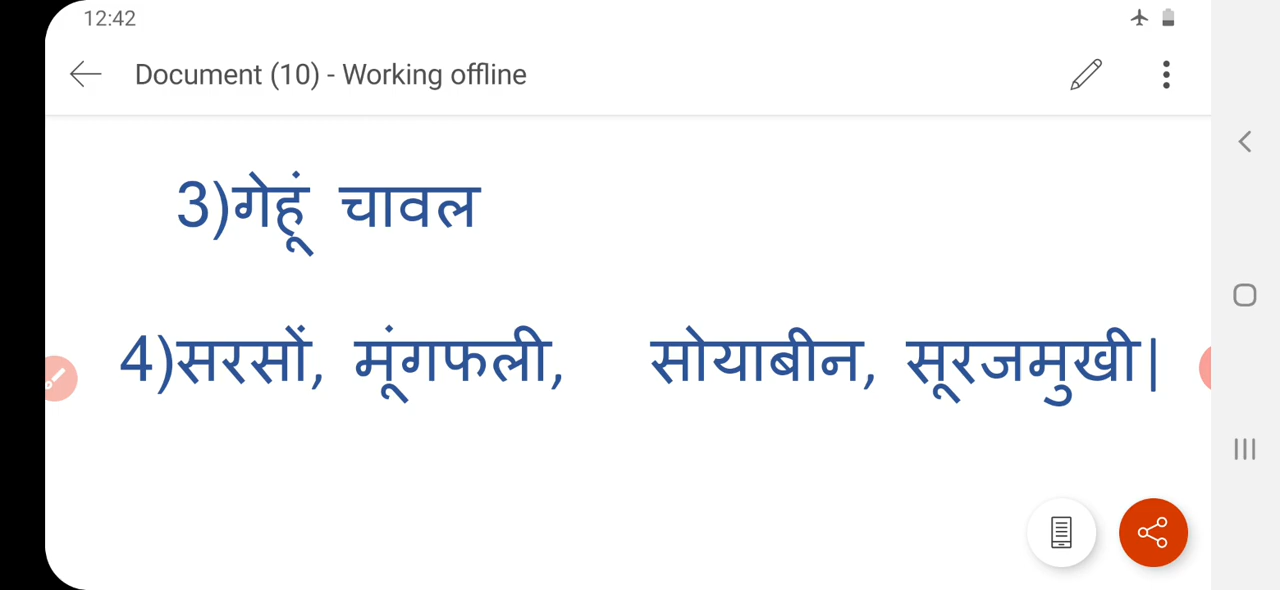 12:42
Document (10) - Working offline
3)गेहूं चावल
4)सरसों, मूंगफली, सोयाबीन, सूरजमुखी|